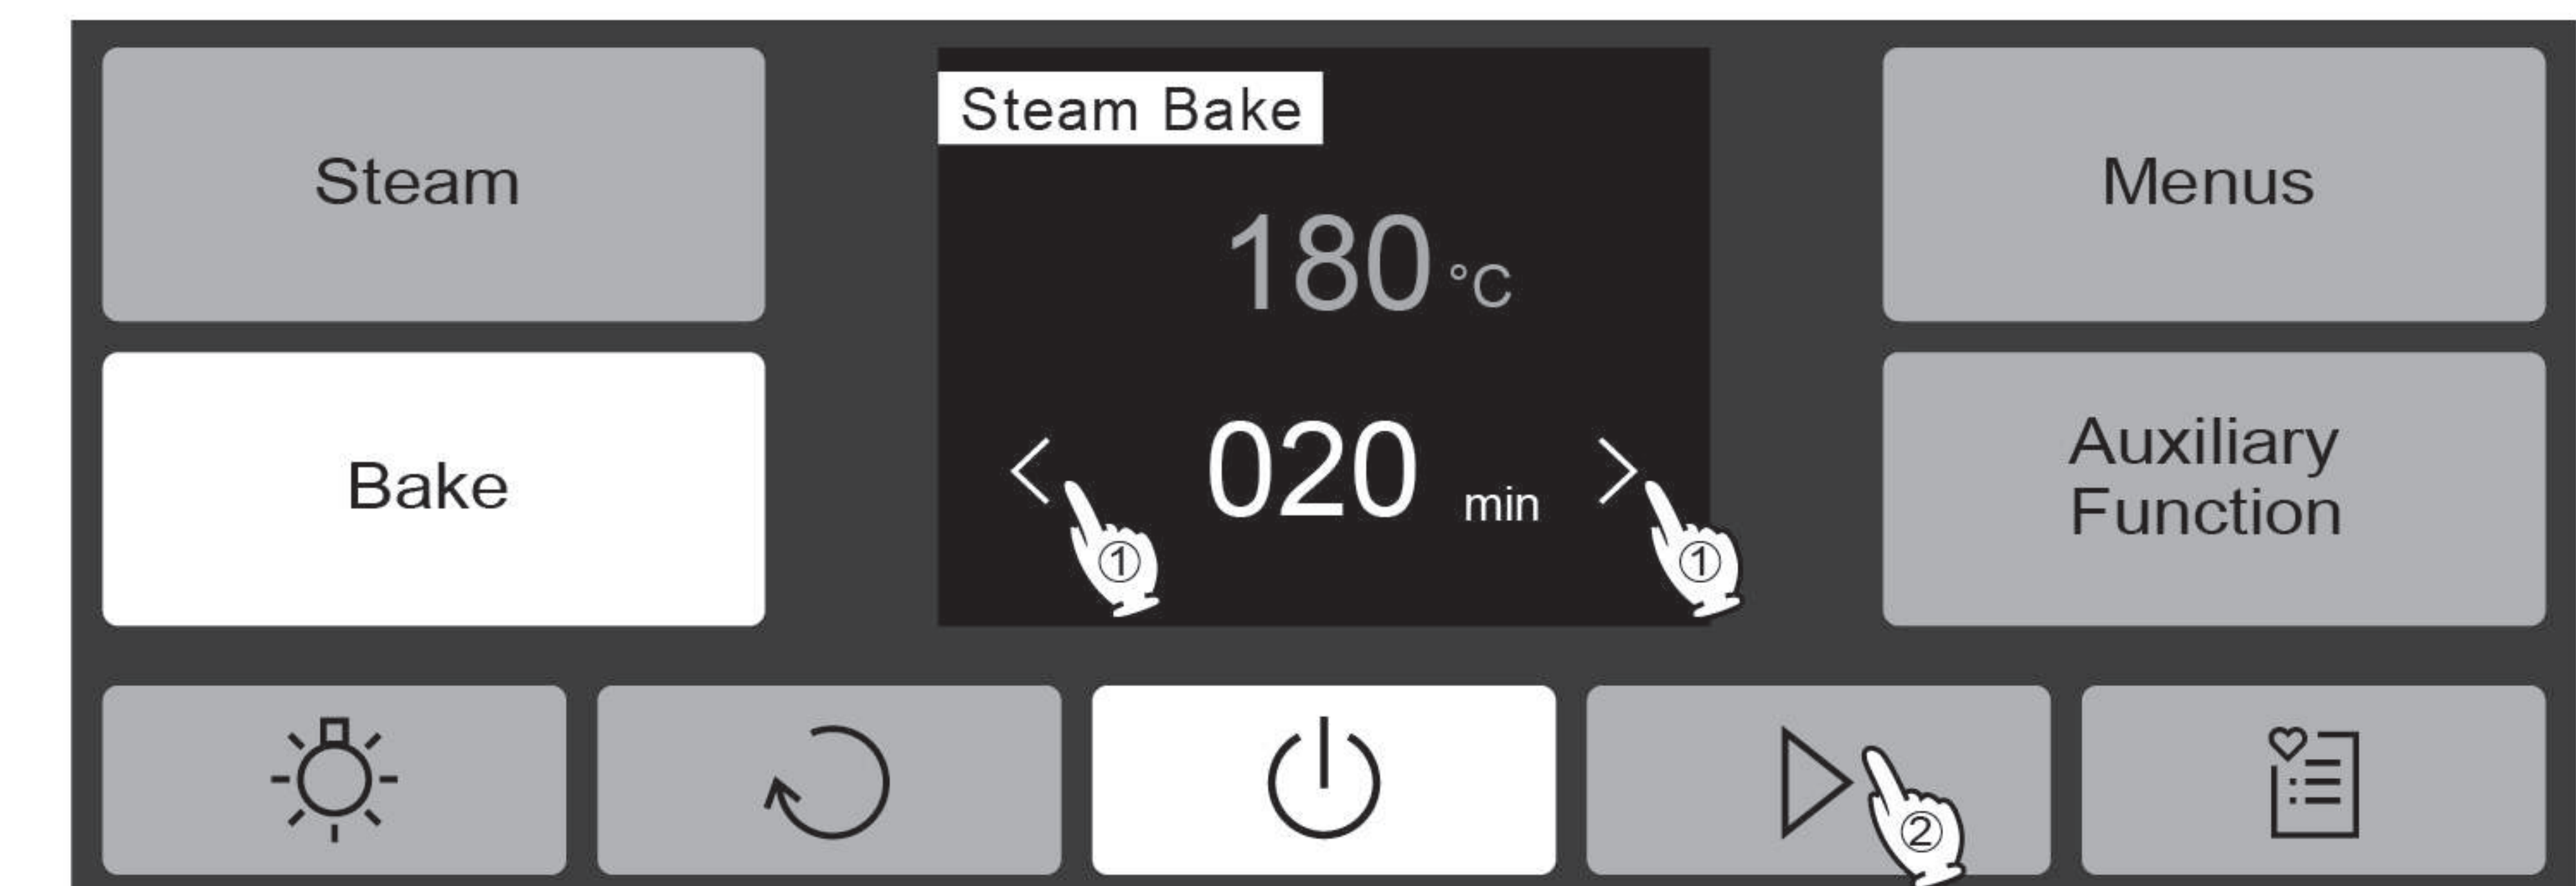 Steam
Bake
Steam Bake
180 °C
< 020 min >
①
①
Menus
Auxiliary
Function
②